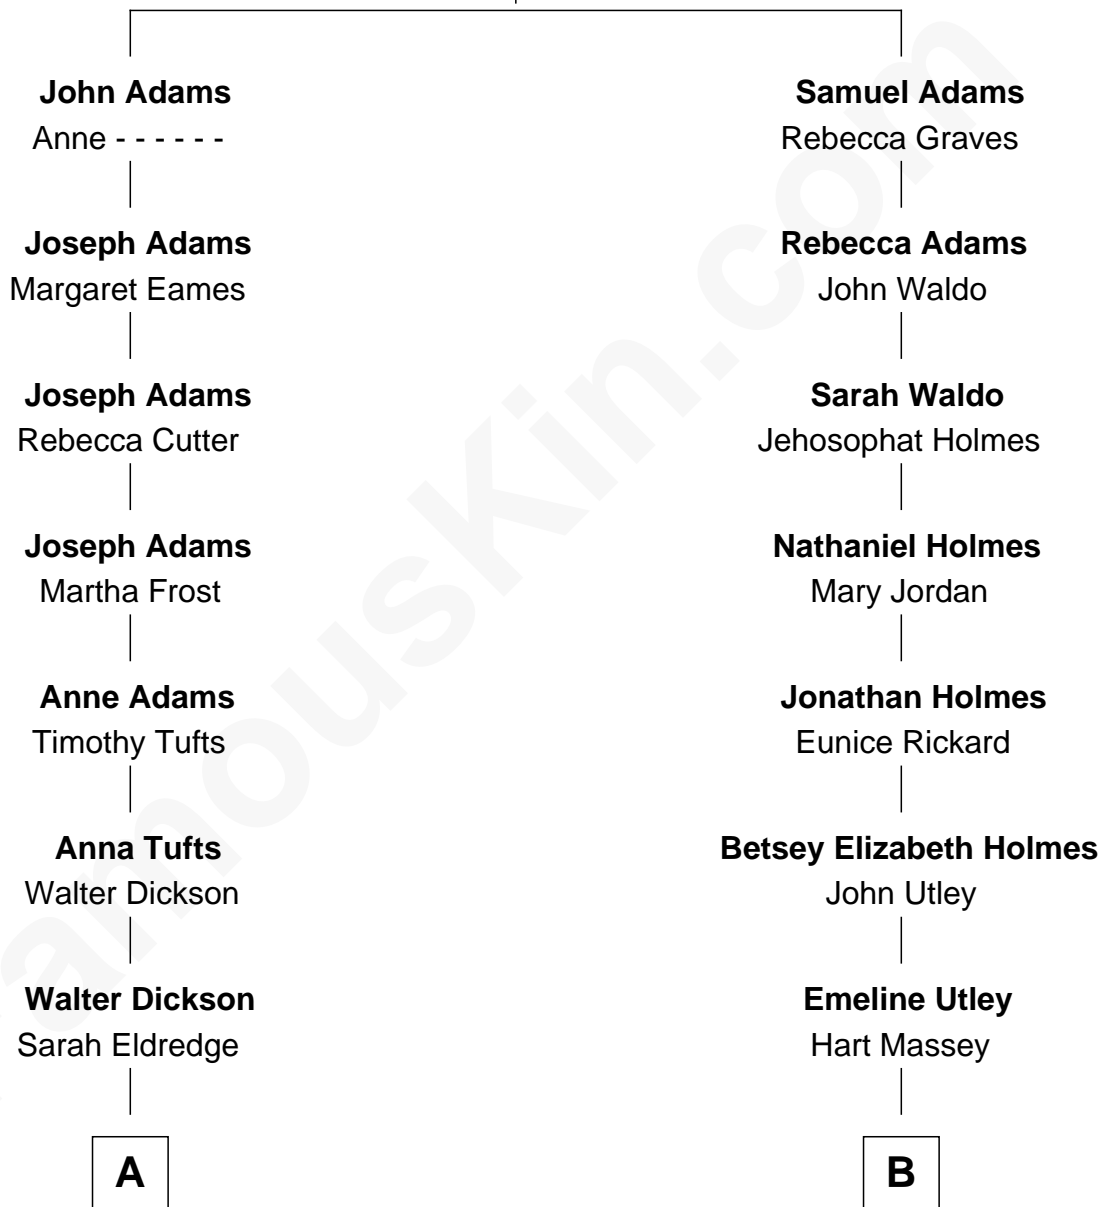 John Adams
Anne - - - - - -
Joseph Adams
Margaret Eames
Joseph Adams
Rebecca Cutter
Joseph Adams
Martha Frost
Anne Adams
Timothy Tufts
Anna Tufts
Walter Dickson
Walter Dickson
Sarah Eldredge
A
Samuel Adams
Rebecca Graves
Rebecca Adams
John Waldo
Sarah Waldo
Jehosophat Holmes
Nathaniel Holmes
Mary Jordan
Jonathan Holmes
Eunice Rickard
Betsey Elizabeth Holmes
John Utley
Emeline Utley
Hart Massey
B
amousKin.com